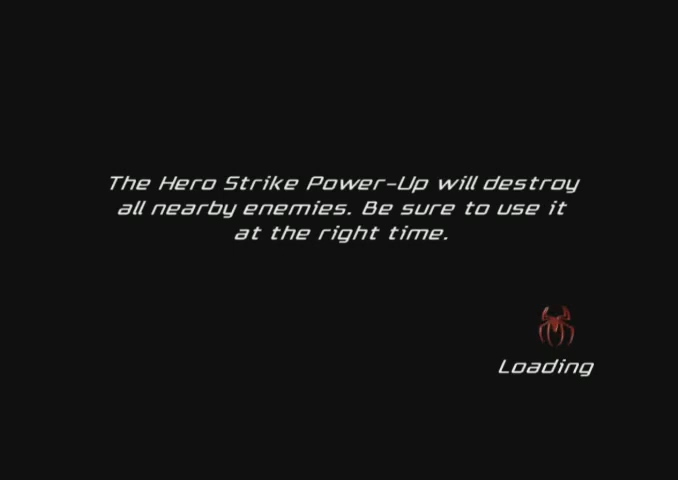 The Hero Strike Power-Up will destroy
all nearby enemies. Be sure to use it
at the right time.
Loading